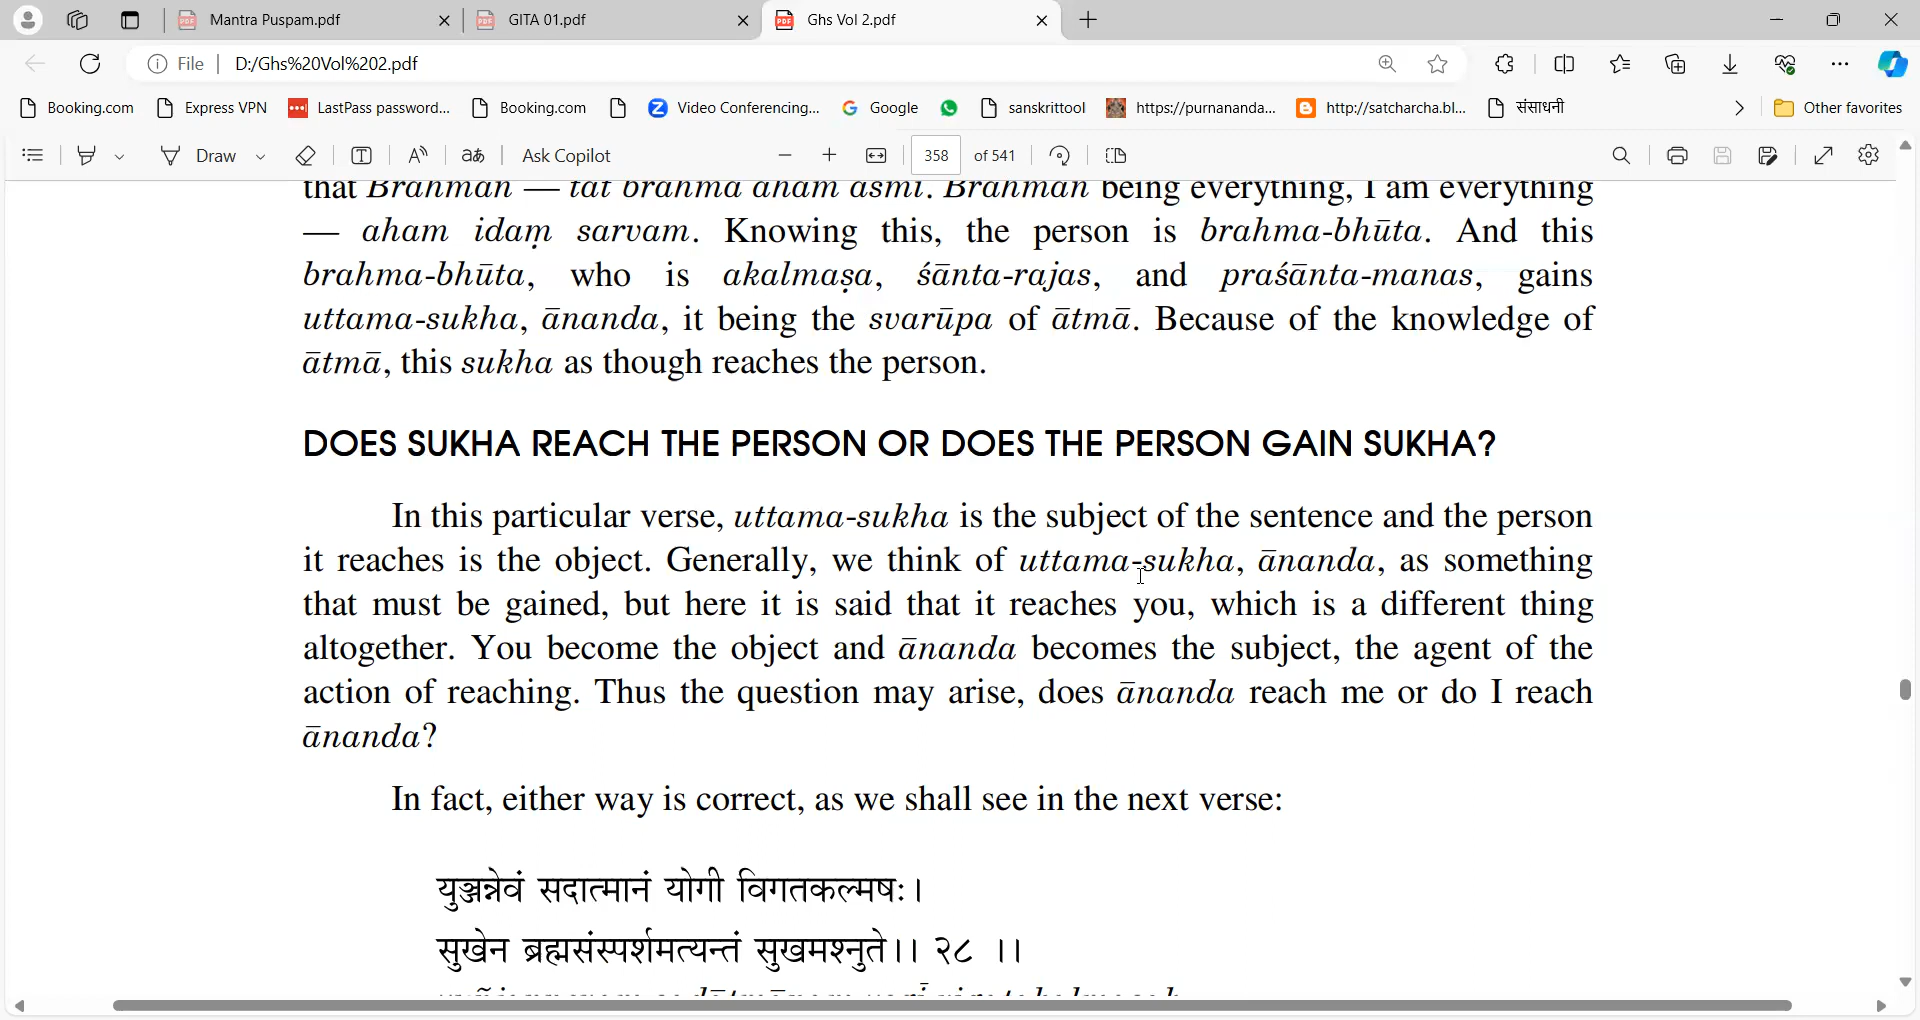 Mantra Puspam.pdf
GITA 01.pdf
Ghs Vol 2.pdf
File D:/Ghs%20Vol%202.pdf
Booking.com Express VPN LastPass password... Booking.com Video Conferencing... Google sanskrittool https://purnananda... http://satcharcha.bl... संसाधनी Other favorites
Draw aあ Ask Copilot 358 of 541
that Brahman — tat brahma aham asmi. Brahman being everything, I am everything
— aham idaṃ sarvam. Knowing this, the person is brahma-bhūta. And this
brahma-bhūta, who is akalmaṣa, śānta-rajas, and praśānta-manas, gains
uttama-sukha, ānanda, it being the svarūpa of ātmā. Because of the knowledge of
ātmā, this sukha as though reaches the person.
DOES SUKHA REACH THE PERSON OR DOES THE PERSON GAIN SUKHA?
In this particular verse, uttama-sukha is the subject of the sentence and the person
it reaches is the object. Generally, we think of uttama-sukha, ānanda, as something
that must be gained, but here it is said that it reaches you, which is a different thing
altogether. You become the object and ānanda becomes the subject, the agent of the
action of reaching. Thus the question may arise, does ānanda reach me or do I reach
ānanda?
In fact, either way is correct, as we shall see in the next verse:
युञ्जन्नेवं सदात्मानं योगी विगतकल्मषः।
सुखेन ब्रह्मसंस्पर्शमत्यन्तं सुखमश्नुते।। २८ ।।